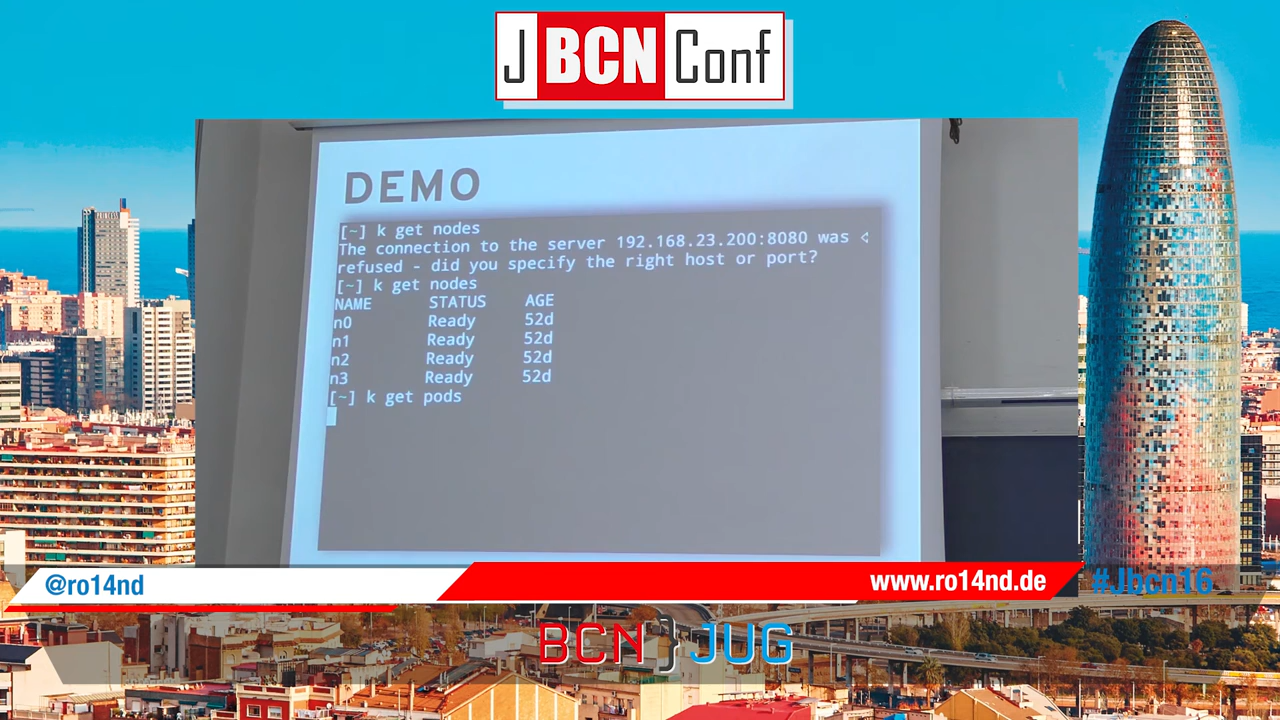 J BCN Conf
DEMO
[~] k get nodes
The connection to the server 192.168.23.200:8080 was
refused - did you specify the right host or port?
[~] k get nodes
NAME STATUS AGE
n0 Ready 52d
n1 Ready 52d
n2 Ready 52d
n3 Ready 52d
[~] k get pods
@ro14nd
www.ro14nd.de
#Jbcn16
BCN JUG